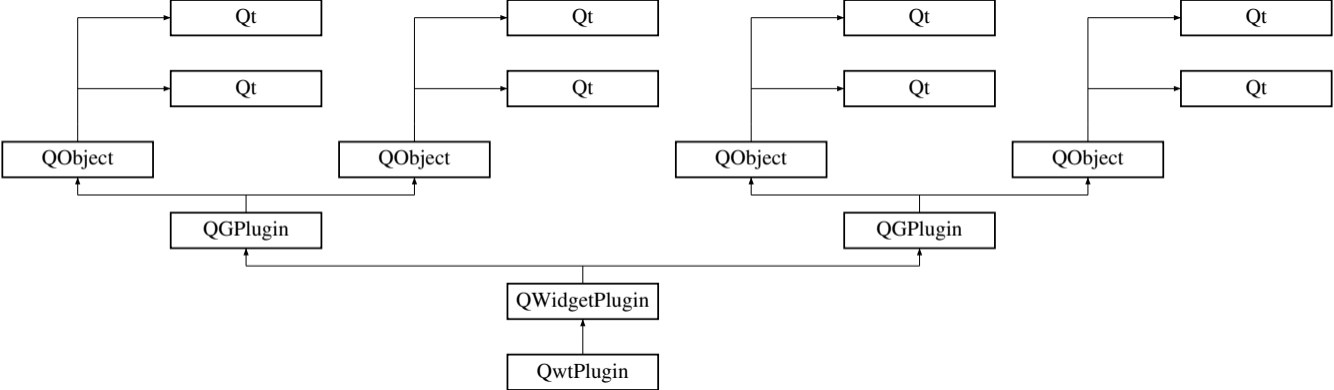 Qt Qt Qt Qt
Qt Qt Qt Qt
QObject QObject QObject QObject
QGPlugin QGPlugin
QWidgetPlugin
QwtPlugin